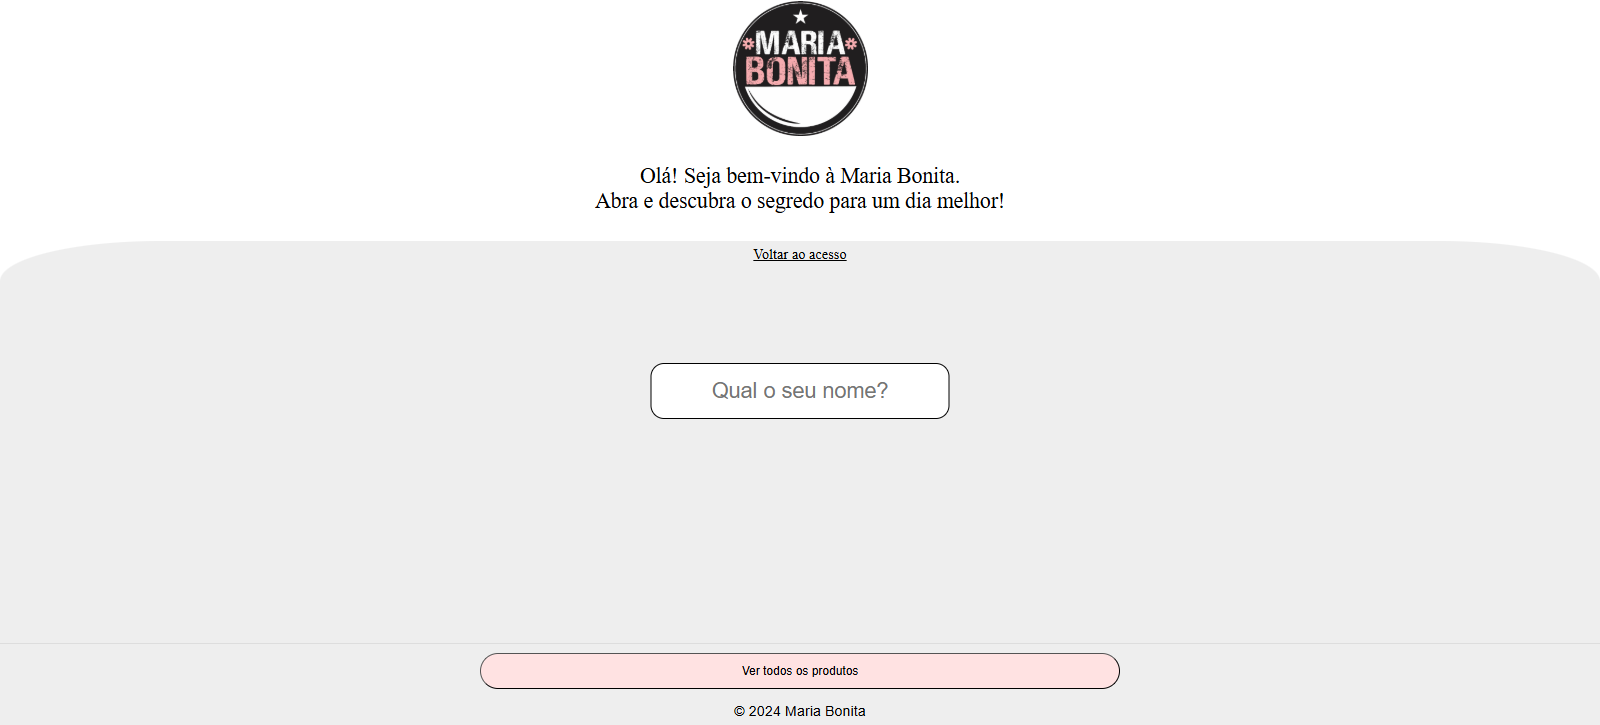 MARIA
BONITA
Olá! Seja bem-vindo à Maria Bonita.
Abra e descubra o segredo para um dia melhor!
Voltar ao acesso
Qual o seu nome?
Ver todos os produtos
© 2024 Maria Bonita